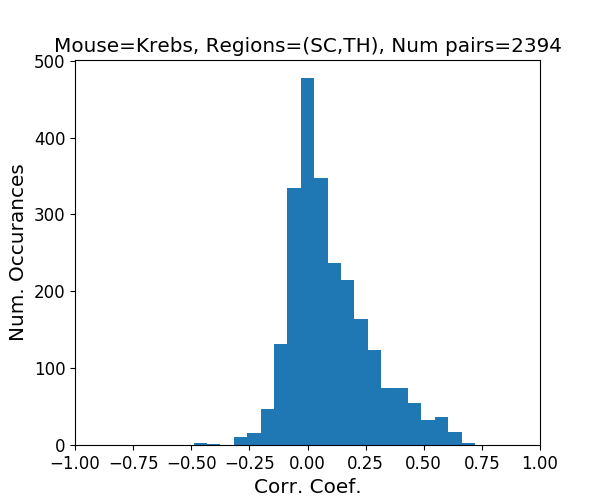 Mouse=Krebs, Regions=(SC,TH), Num pairs=2394
500
400
300
200
100
0
Num. Occurances
−1.00 −0.75 −0.50 −0.25 0.00 0.25 0.50 0.75 1.00
Corr. Coef.